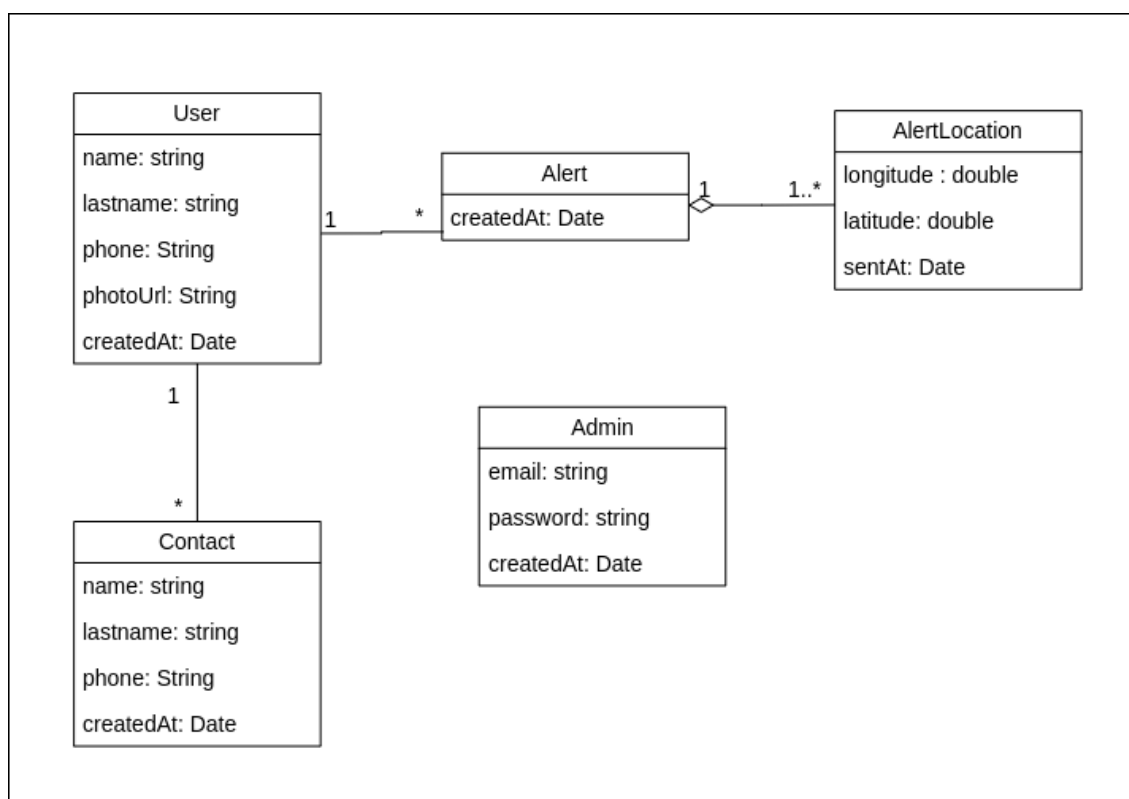 User
name: string
lastname: string
phone: String
photoUrl: String
createdAt: Date
1
*
Alert
createdAt: Date
1
1..*
AlertLocation
longitude : double
latitude: double
sentAt: Date
1
*
Contact
name: string
lastname: string
phone: String
createdAt: Date
Admin
email: string
password: string
createdAt: Date